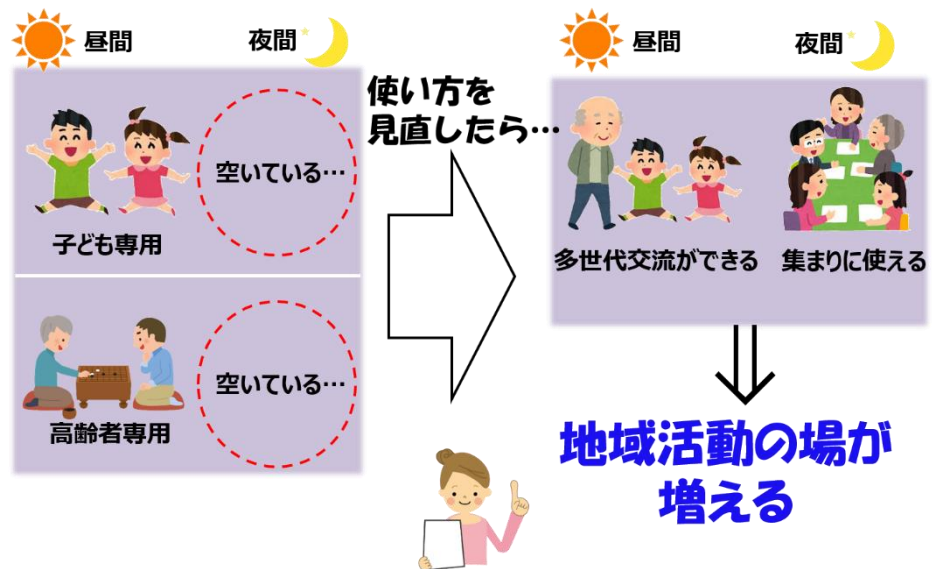 昼間
夜間
空いている…
子ども専用
空いている…
高齢者専用
使い方を
見直したら…
昼間
夜間
多世代交流ができる
集まりに使える
地域活動の場が
増える